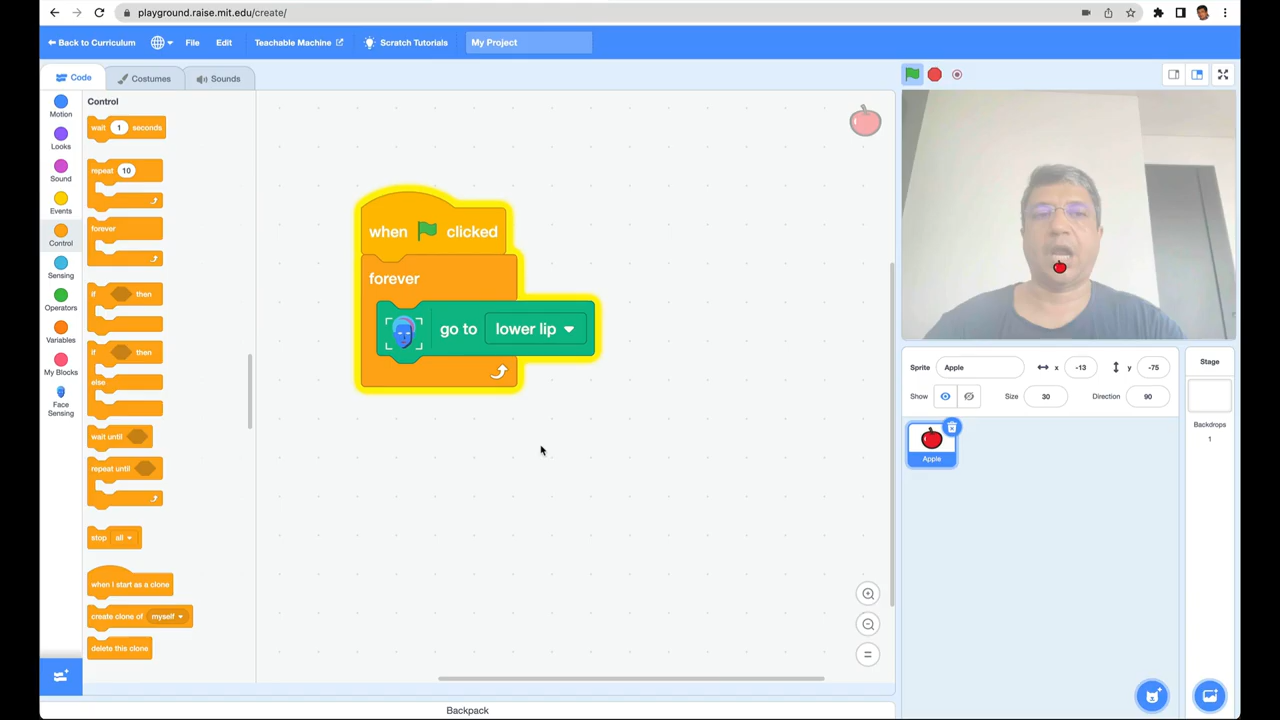 playground.raise.mit.edu/create/
Back to Curriculum
File
Edit
Teachable Machine
Scratch Tutorials
My Project
Code
Costumes
Sounds
Motion
Looks
Sound
Events
Control
Sensing
Operators
Variables
My Blocks
Face
Sensing
Control
wait 1 seconds
repeat 10
forever
if then
if then
else
wait until
repeat until
stop all
when I start as a clone
create clone of myself
delete this clone
when clicked
forever
go to lower lip
Sprite Apple x -13 y -75
Show Size 30 Direction 90
Apple
Stage
Backdrops
1
Backpack